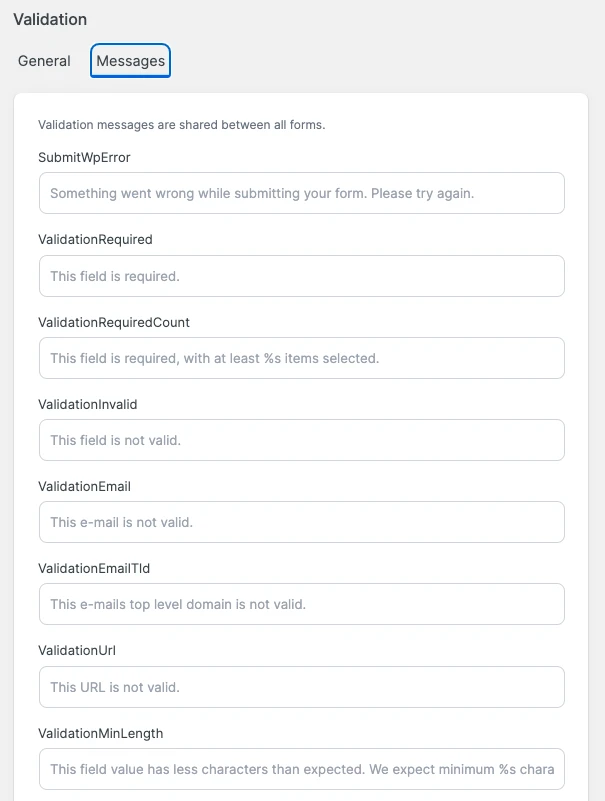 Validation
General Messages
Validation messages are shared between all forms.
SubmitWpError
Something went wrong while submitting your form. Please try again.
ValidationRequired
This field is required.
ValidationRequiredCount
This field is required, with at least %s items selected.
ValidationInvalid
This field is not valid.
ValidationEmail
This e-mail is not valid.
ValidationEmailTld
This e-mails top level domain is not valid.
ValidationUrl
This URL is not valid.
ValidationMinLength
This field value has less characters than expected. We expect minimum %s chara